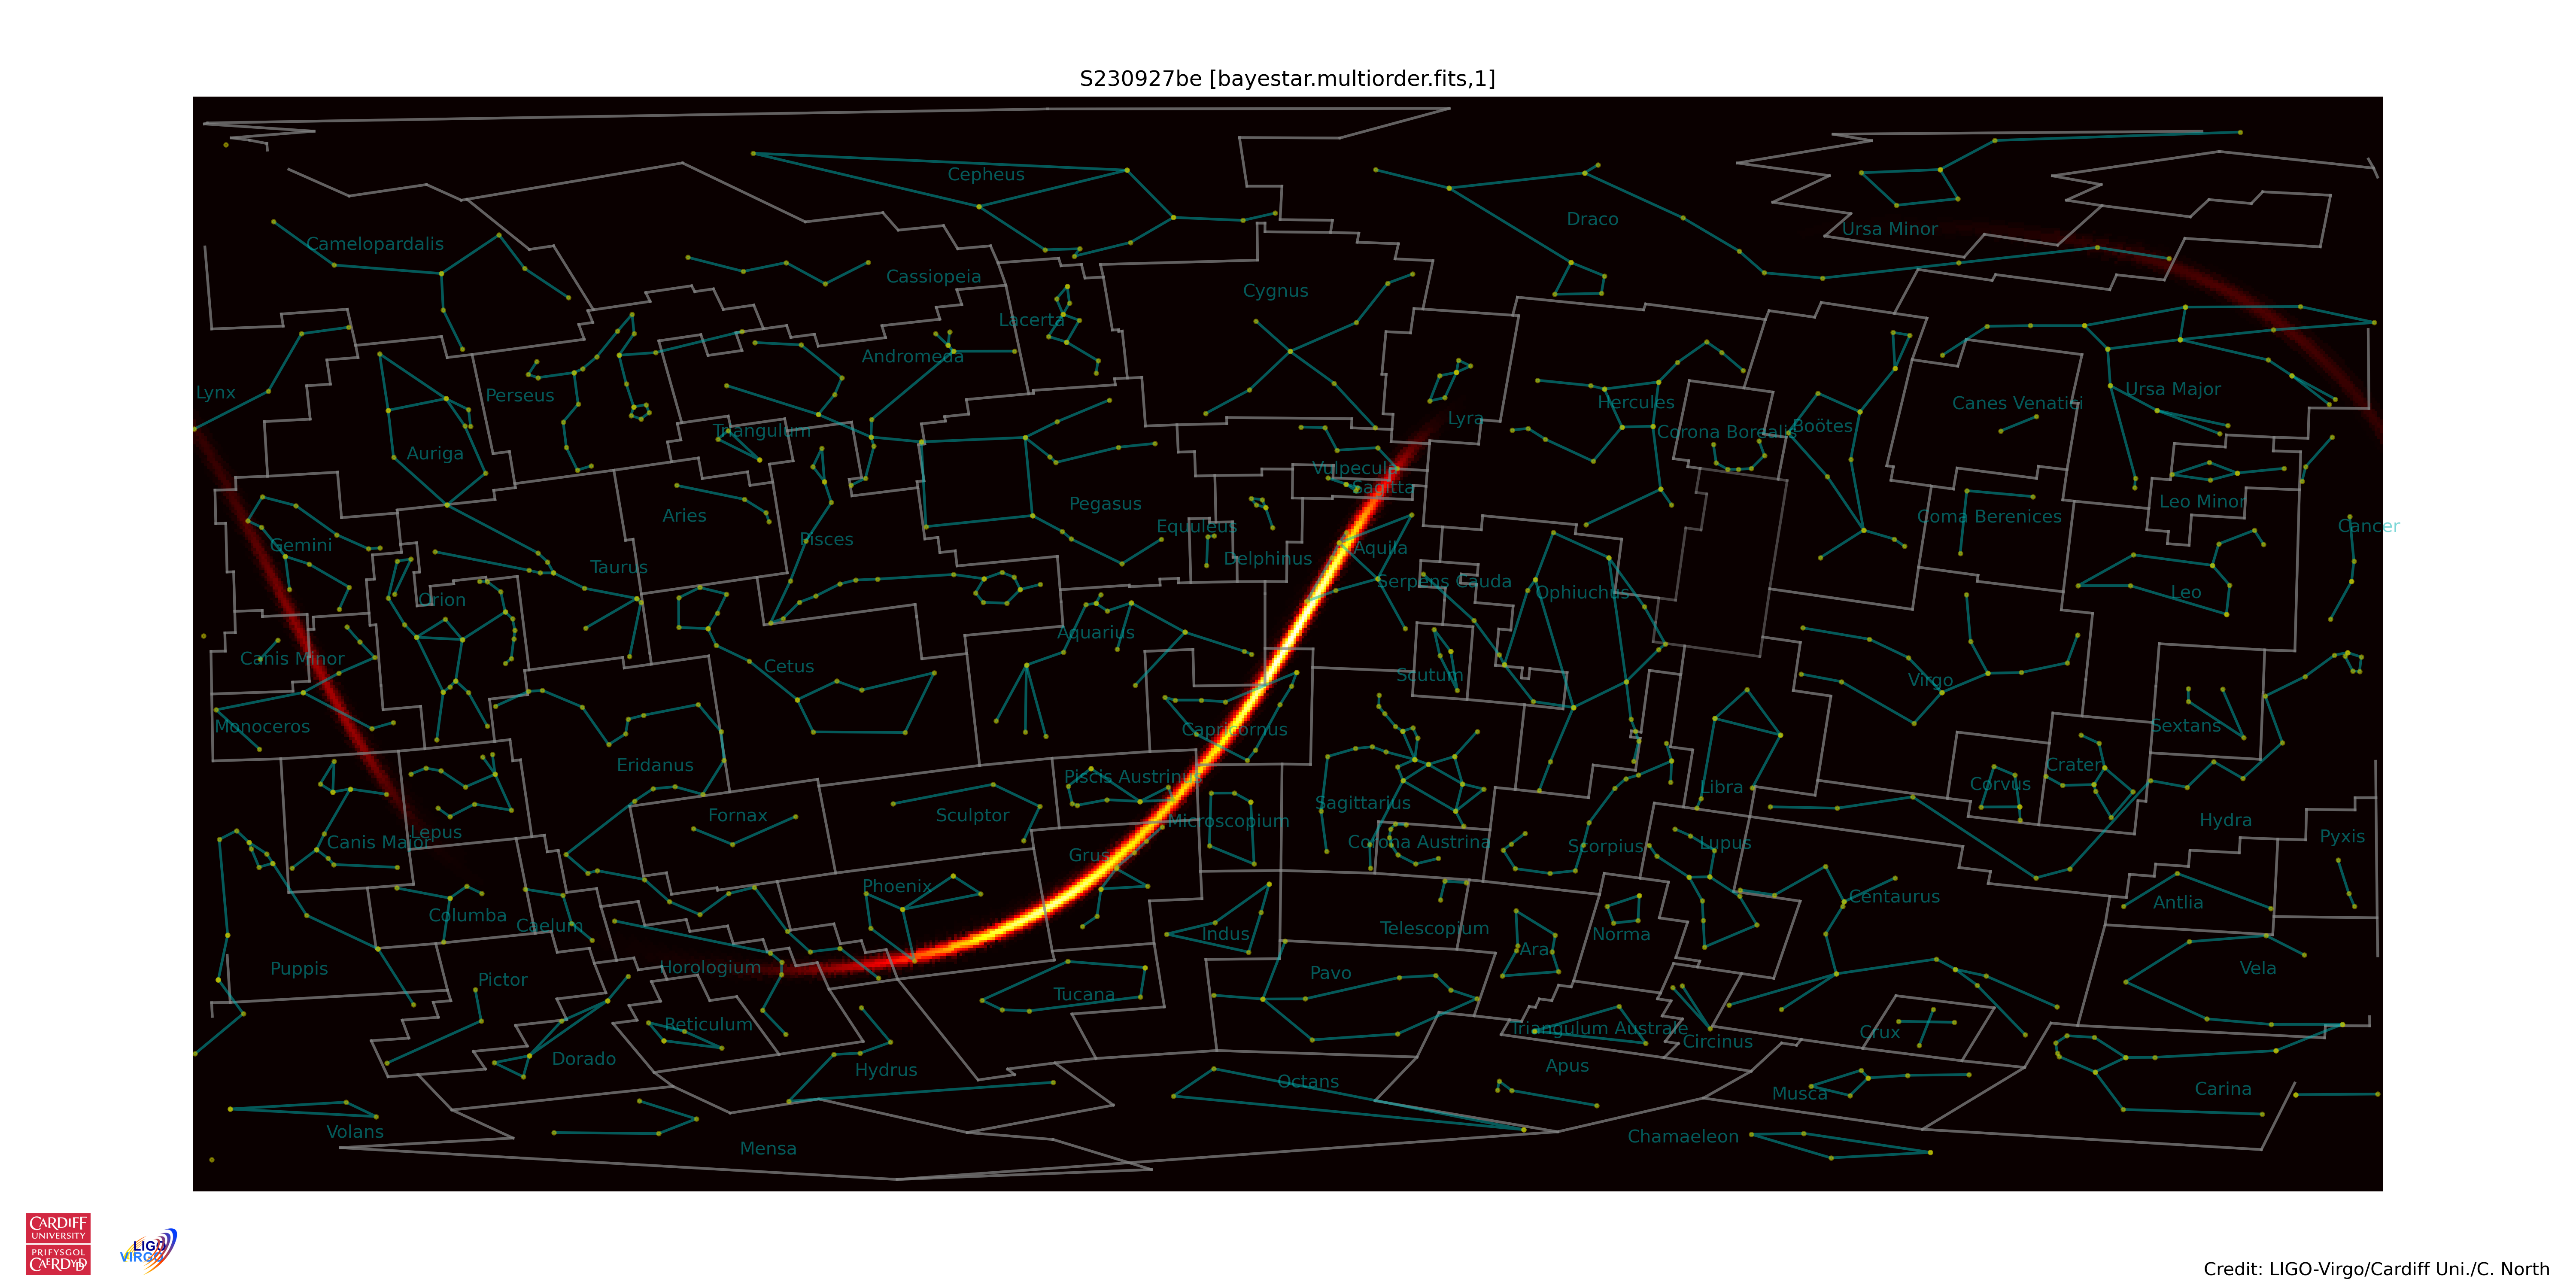 S230927be [bayestar.multiorder.fits,1]
Cepheus
Draco
Ursa Minor
Camelopardalis
Cassiopeia
Cygnus
Lacerta
Andromeda
Lynx
Perseus
Hercules
Canes Venatici
Ursa Major
Triangulum
Lyra
Corona Borealis
Boötes
Auriga
Vulpecula
Sagitta
Aries
Pegasus
Leo Minor
Coma Berenices
Cancer
Equuleus
Gemini
Pisces
Delphinus
Aquila
Taurus
Serpens Cauda
Ophiuchus
Leo
Orion
Aquarius
Canis Minor
Cetus
Scutum
Virgo
Monoceros
Capricornus
Sextans
Eridanus
Piscis Austrinus
Libra
Crater
Corvus
Fornax
Sculptor
Microscopium
Sagittarius
Hydra
Lepus
Canis Major
Grus
Corona Austrina
Scorpius
Lupus
Pyxis
Phoenix
Centaurus
Antlia
Columba
Caelum
Indus
Telescopium
Norma
Ara
Puppis
Pictor
Horologium
Pavo
Vela
Tucana
Reticulum
Triangulum Australe
Circinus
Crux
Dorado
Hydrus
Octans
Apus
Musca
Carina
Volans
Mensa
Chamaeleon
CARDIFF
UNIVERSITY
PRIFYSGOL
CAERDYDD
LIGO
VIRGO
Credit: LIGO-Virgo/Cardiff Uni./C. North